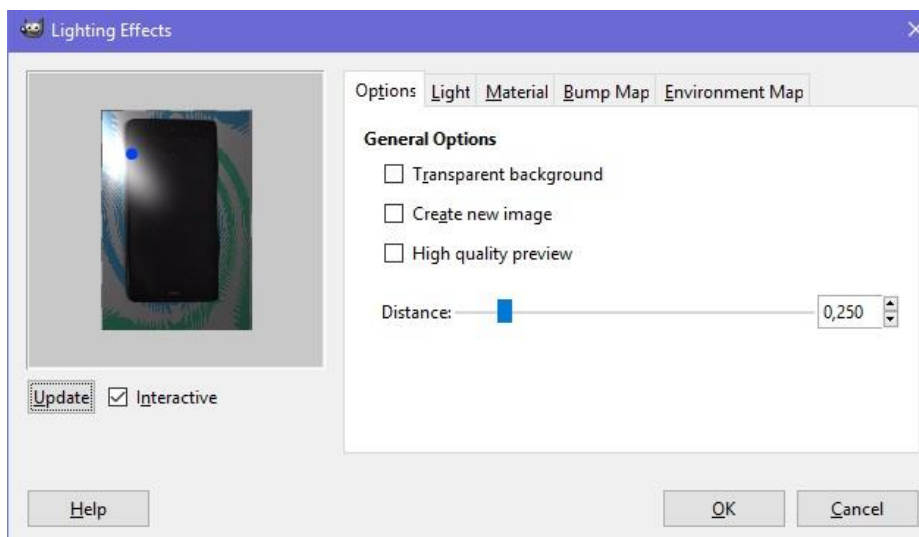 Lighting Effects
Options Light Material Bump Map Environment Map
General Options
Transparent background
Create new image
High quality preview
Distance: 0,250
Update Interactive
Help OK Cancel